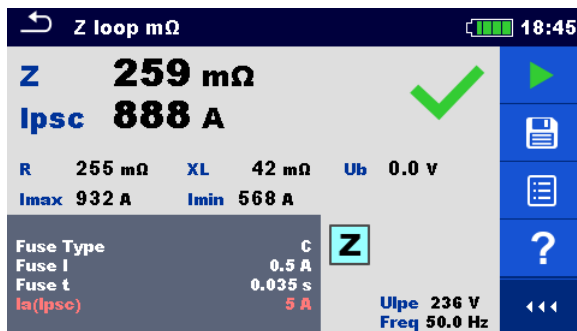 Z loop mΩ 18:45
Z 259 mΩ
Ipsc 888 A
R 255 mΩ XL 42 mΩ Ub 0.0 V
Imax 932 A Imin 568 A
Fuse Type C
Fuse I 0.5 A
Fuse t 0.035 s
Ia(Ipsc) 5 A
Z
?
Ulpe 236 V
Freq 50.0 Hz